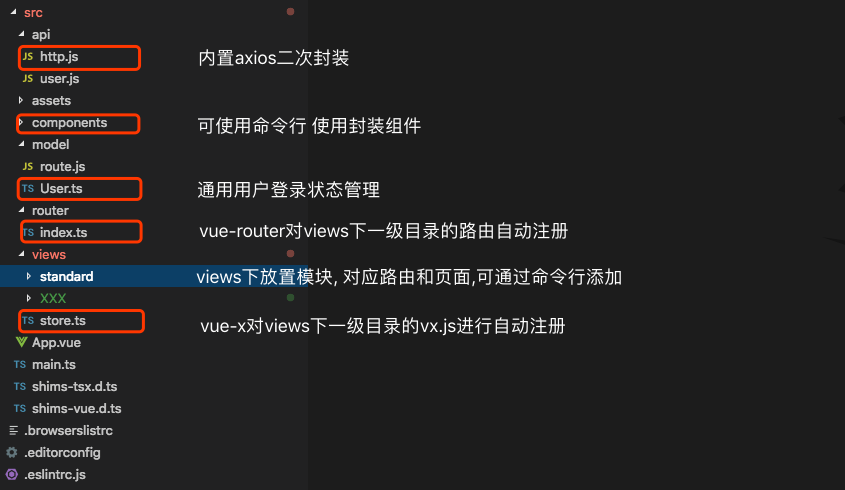 src
api
JS http.js 内置axios二次封装
JS user.js
assets
components 可使用命令行 使用封装组件
model
JS route.js
TS User.ts 通用用户登录状态管理
router
TS index.ts vue-router对views下一级目录的路由自动注册
views
standard views下放置模块, 对应路由和页面,可通过命令行添加
XXX
TS store.ts vue-x对views下一级目录的vx.js进行自动注册
App.vue
TS main.ts
TS shims-tsx.d.ts
TS shims-vue.d.ts
.browserslistrc
.editorconfig
.eslintrc.js